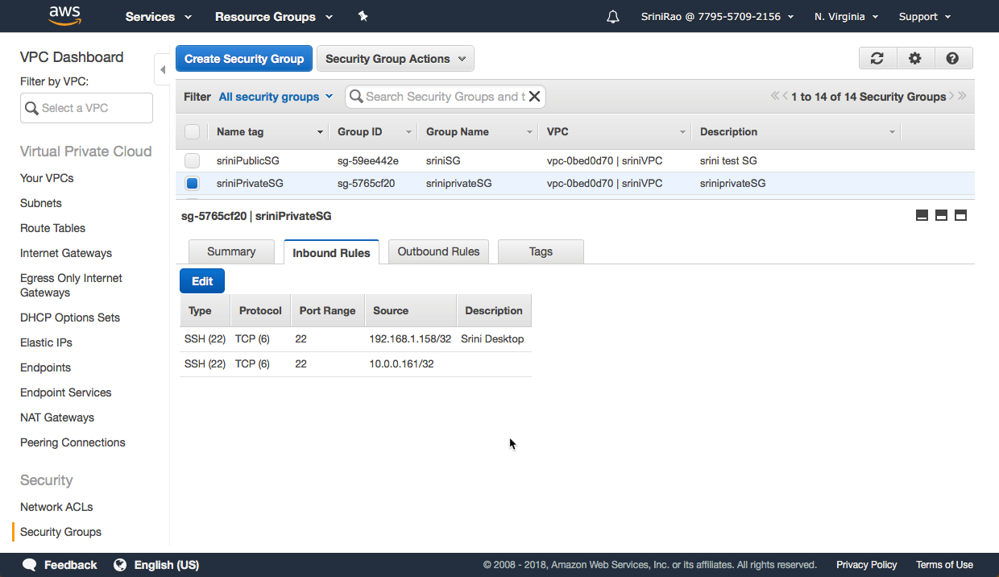 aws Services Resource Groups SriniRao @ 7795-5709-2156 N. Virginia Support
VPC Dashboard
Filter by VPC:
Select a VPC
Virtual Private Cloud
Your VPCs
Subnets
Route Tables
Internet Gateways
Egress Only Internet
Gateways
DHCP Options Sets
Elastic IPs
Endpoints
Endpoint Services
NAT Gateways
Peering Connections
Security
Network ACLs
Security Groups
Create Security Group Security Group Actions
Filter All security groups Search Security Groups and t 1 to 14 of 14 Security Groups
Name tag Group ID Group Name VPC Description
sriniPublicSG sg-59ee442e sriniSG vpc-0bed0d70 | sriniVPC srini test SG
sriniPrivateSG sg-5765cf20 sriniprivateSG vpc-0bed0d70 | sriniVPC sriniprivateSG
sg-5765cf20 | sriniPrivateSG
Summary Inbound Rules Outbound Rules Tags
Edit
Type Protocol Port Range Source Description
SSH (22) TCP (6) 22 192.168.1.158/32 Srini Desktop
SSH (22) TCP (6) 22 10.0.0.161/32
Feedback English (US) © 2008 - 2018, Amazon Web Services, Inc. or its affiliates. All rights reserved. Privacy Policy Terms of Use